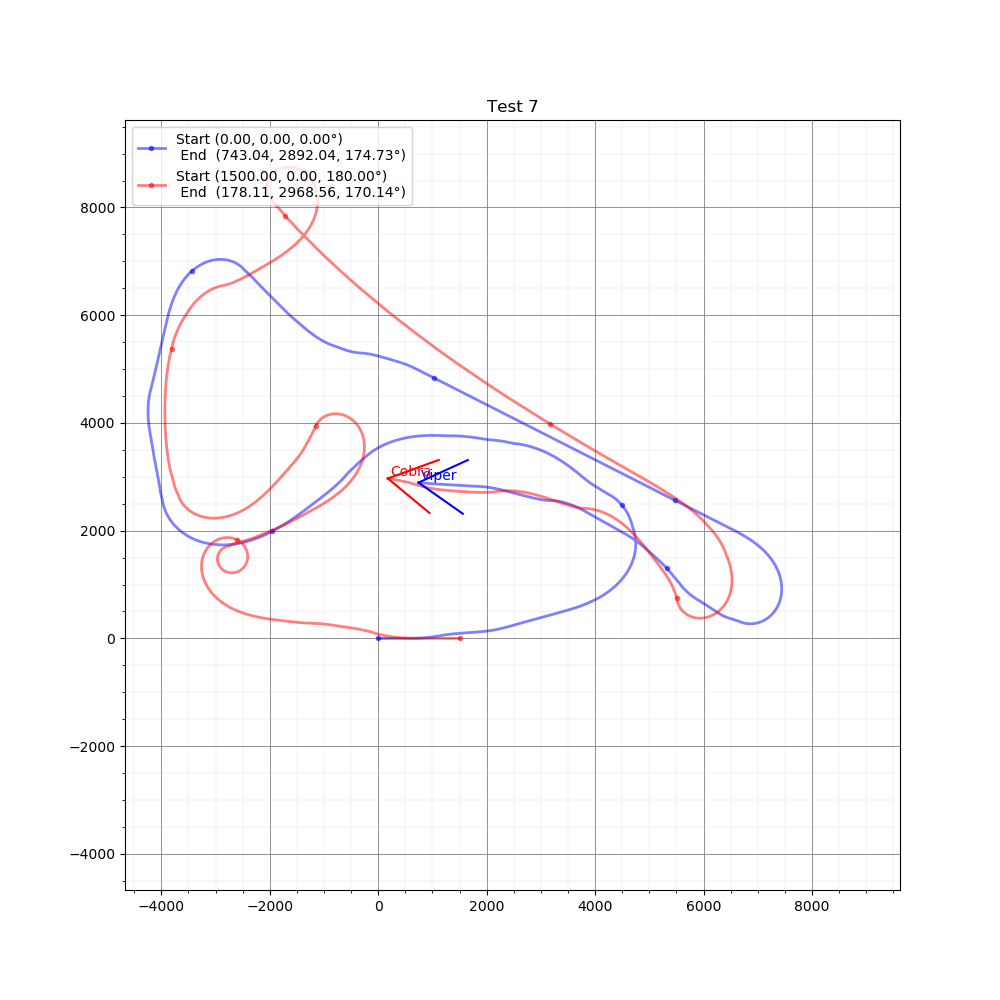 Test 7
Start (0.00, 0.00, 0.00°)
End (743.04, 2892.04, 174.73°)
Start (1500.00, 0.00, 180.00°)
End (178.11, 2968.56, 170.14°)
8000
6000
4000
Cobra
Viper
2000
0
−2000
−4000
−4000 −2000 0 2000 4000 6000 8000